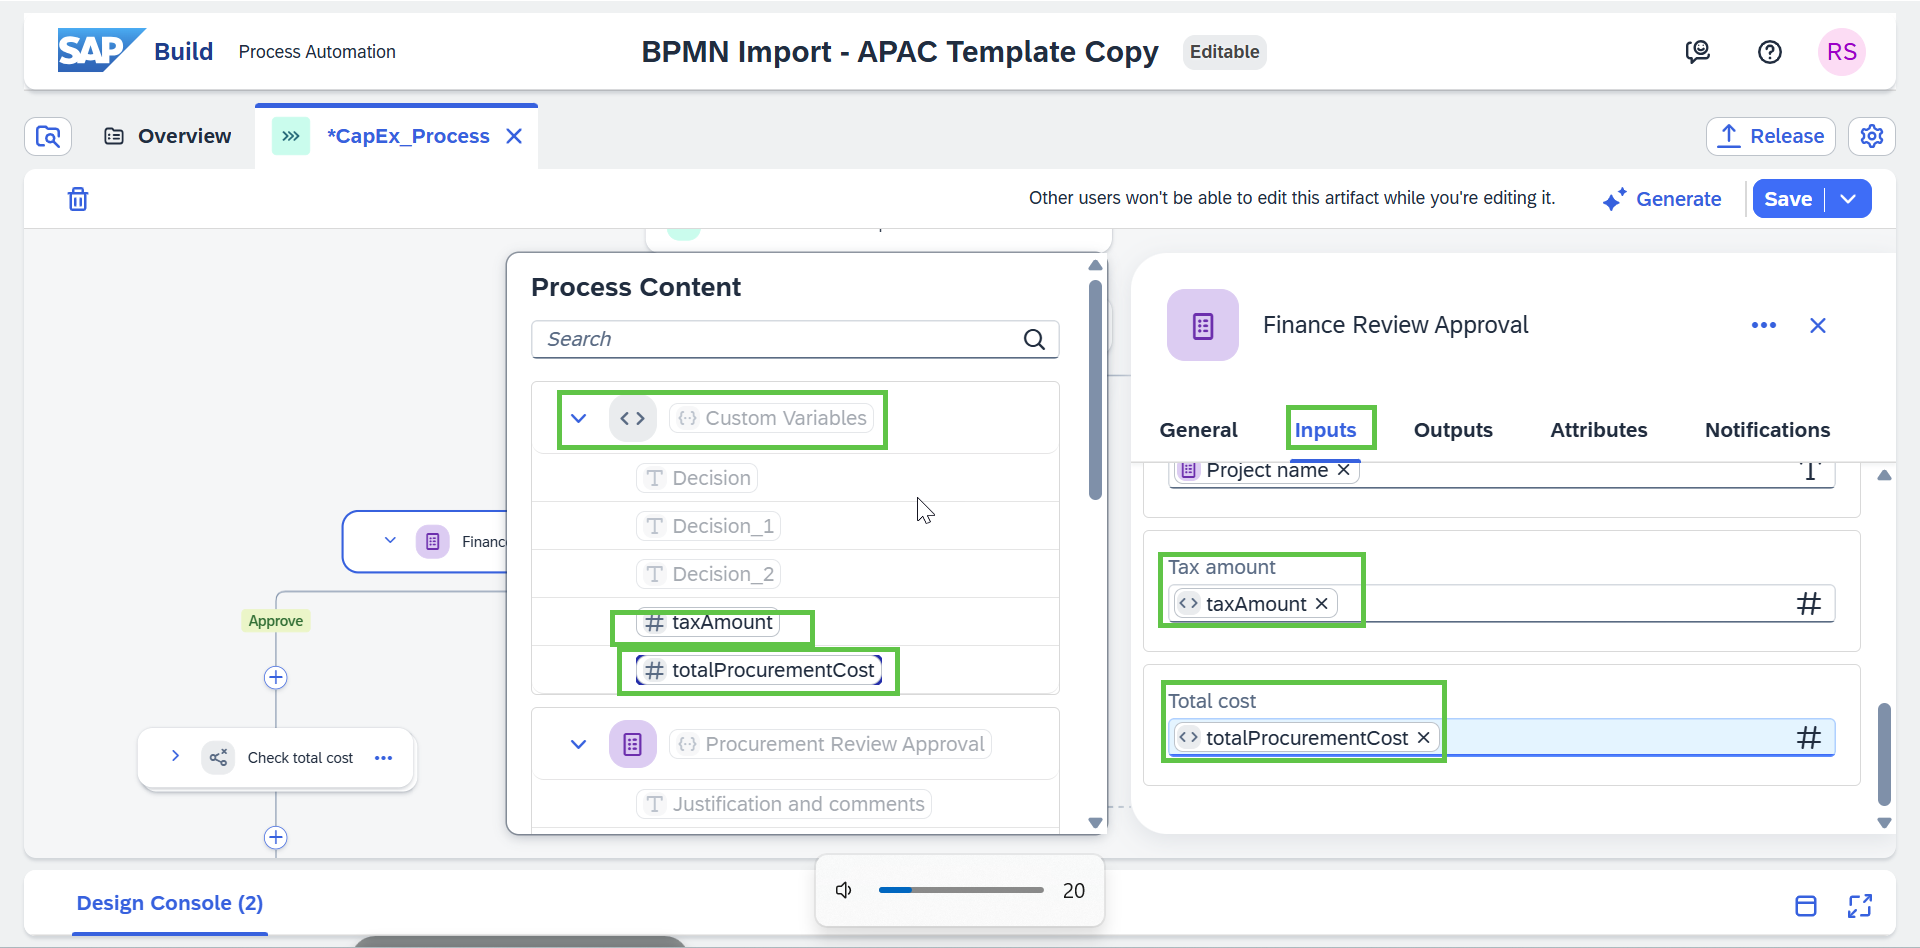 SAP Build Process Automation
BPMN Import - APAC Template Copy Editable
RS
Overview
*CapEx_Process
Release
Other users won't be able to edit this artifact while you're editing it.
Generate
Save
Process Content
Search
Custom Variables
Decision
Decision_1
Decision_2
taxAmount
totalProcurementCost
Procurement Review Approval
Justification and comments
Financ
Approve
Check total cost
Finance Review Approval
General Inputs Outputs Attributes Notifications
Project name
Tax amount
taxAmount
Total cost
totalProcurementCost
20
Design Console (2)